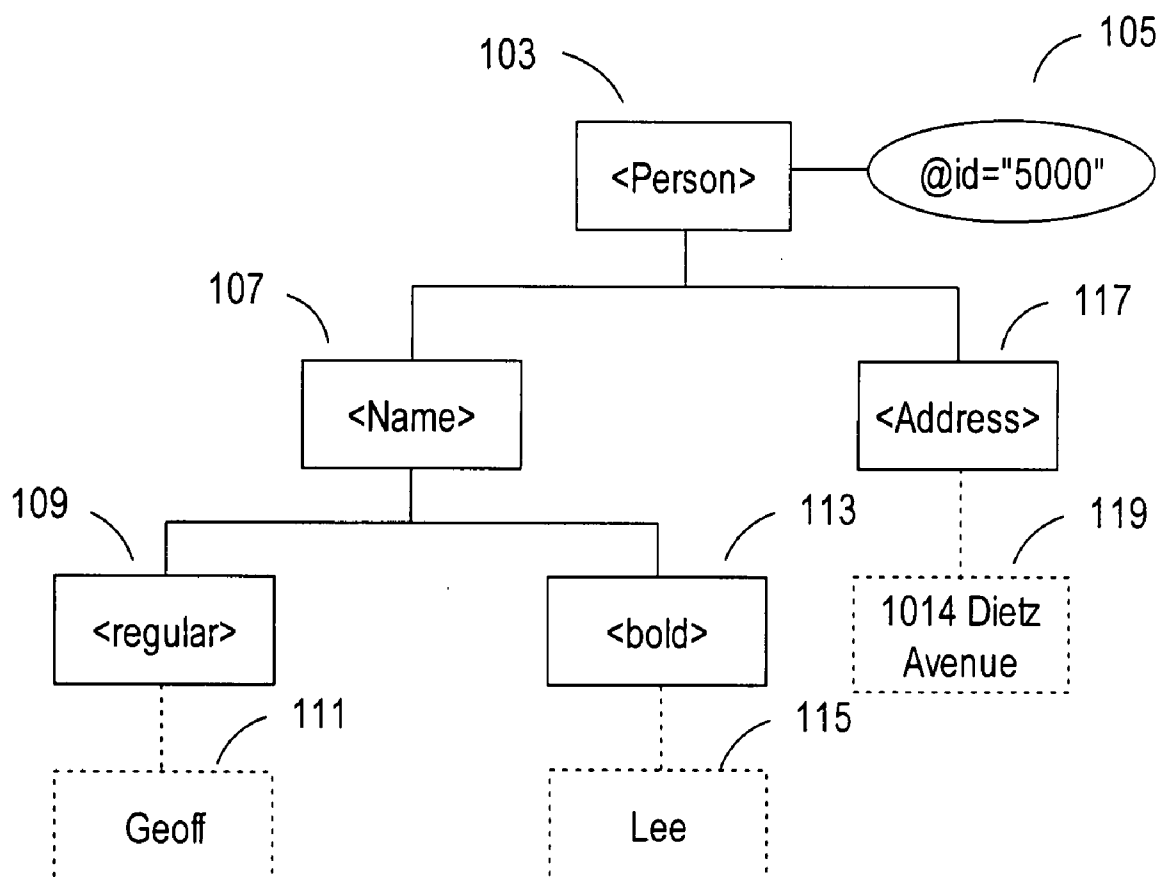 105
103
<Person>
@id="5000"
107
117
<Name>
<Address>
109
113
119
<regular>
<bold>
1014 Dietz
Avenue
111
115
Geoff
Lee